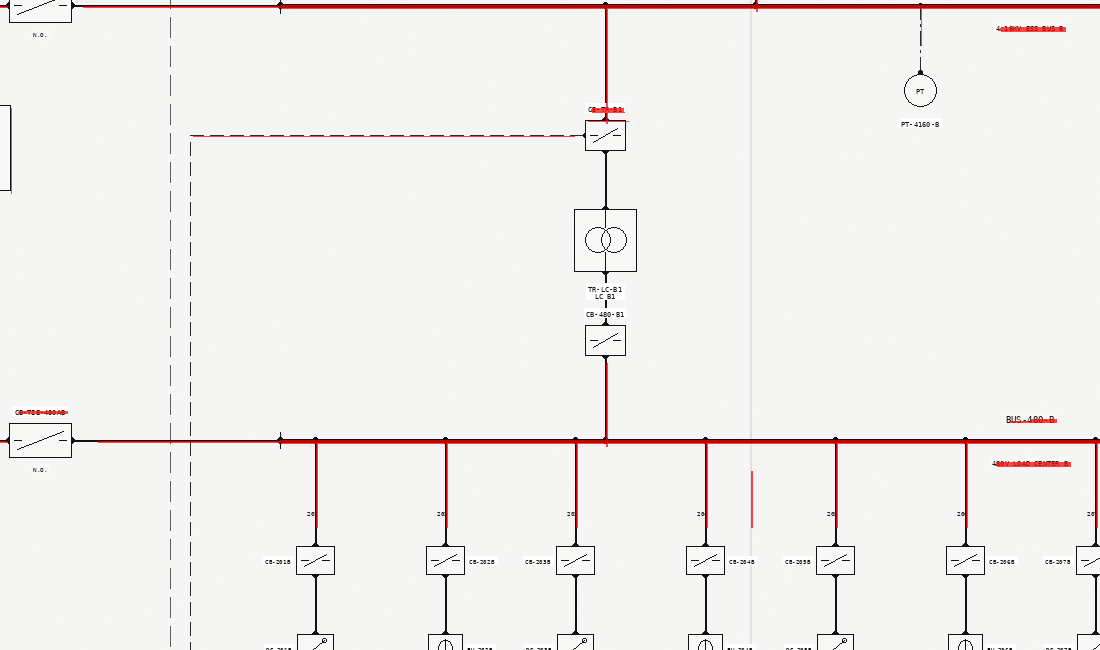 N.O.
4.16KV ESS BUS B
PT
PT-4160-B
CB-TR-B1
TR-LC-B1
LC B1
CB-480-B1
CB-TIE-480AB
N.O.
BUS-480-B
480V LOAD CENTER B
CB-201B
CB-202B
CB-203B
CB-204B
CB-205B
CB-206B
CB-207B